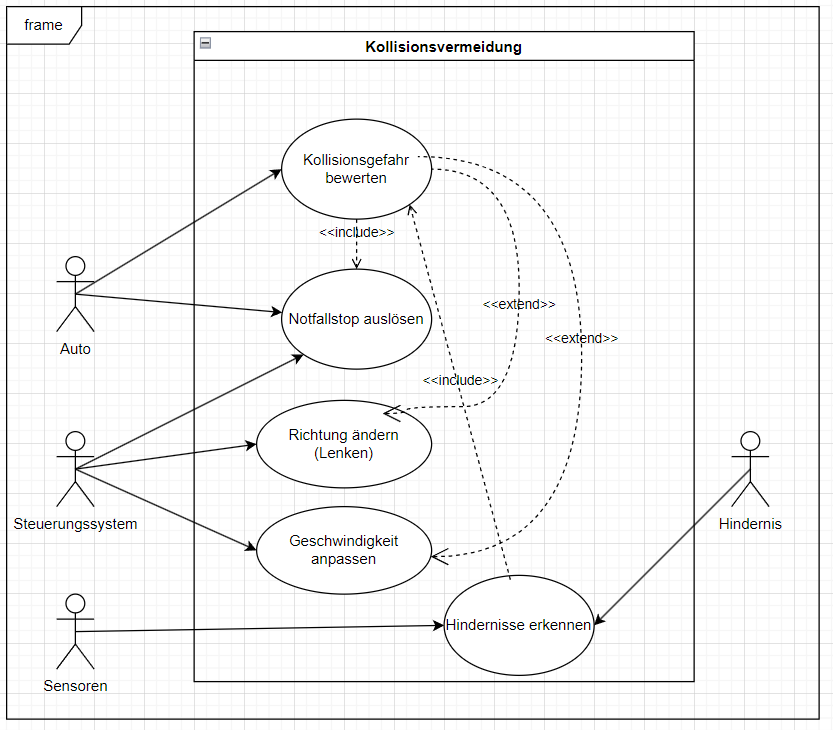 frame
Kollisionsvermeidung
Kollisionsgefahr
bewerten
<<include>>
<<extend>>
Notfallstop auslösen
<<extend>>
Auto
<<include>>
Richtung ändern
(Lenken)
Steuerungssystem
Hindernis
Geschwindigkeit
anpassen
Hindernisse erkennen
Sensoren